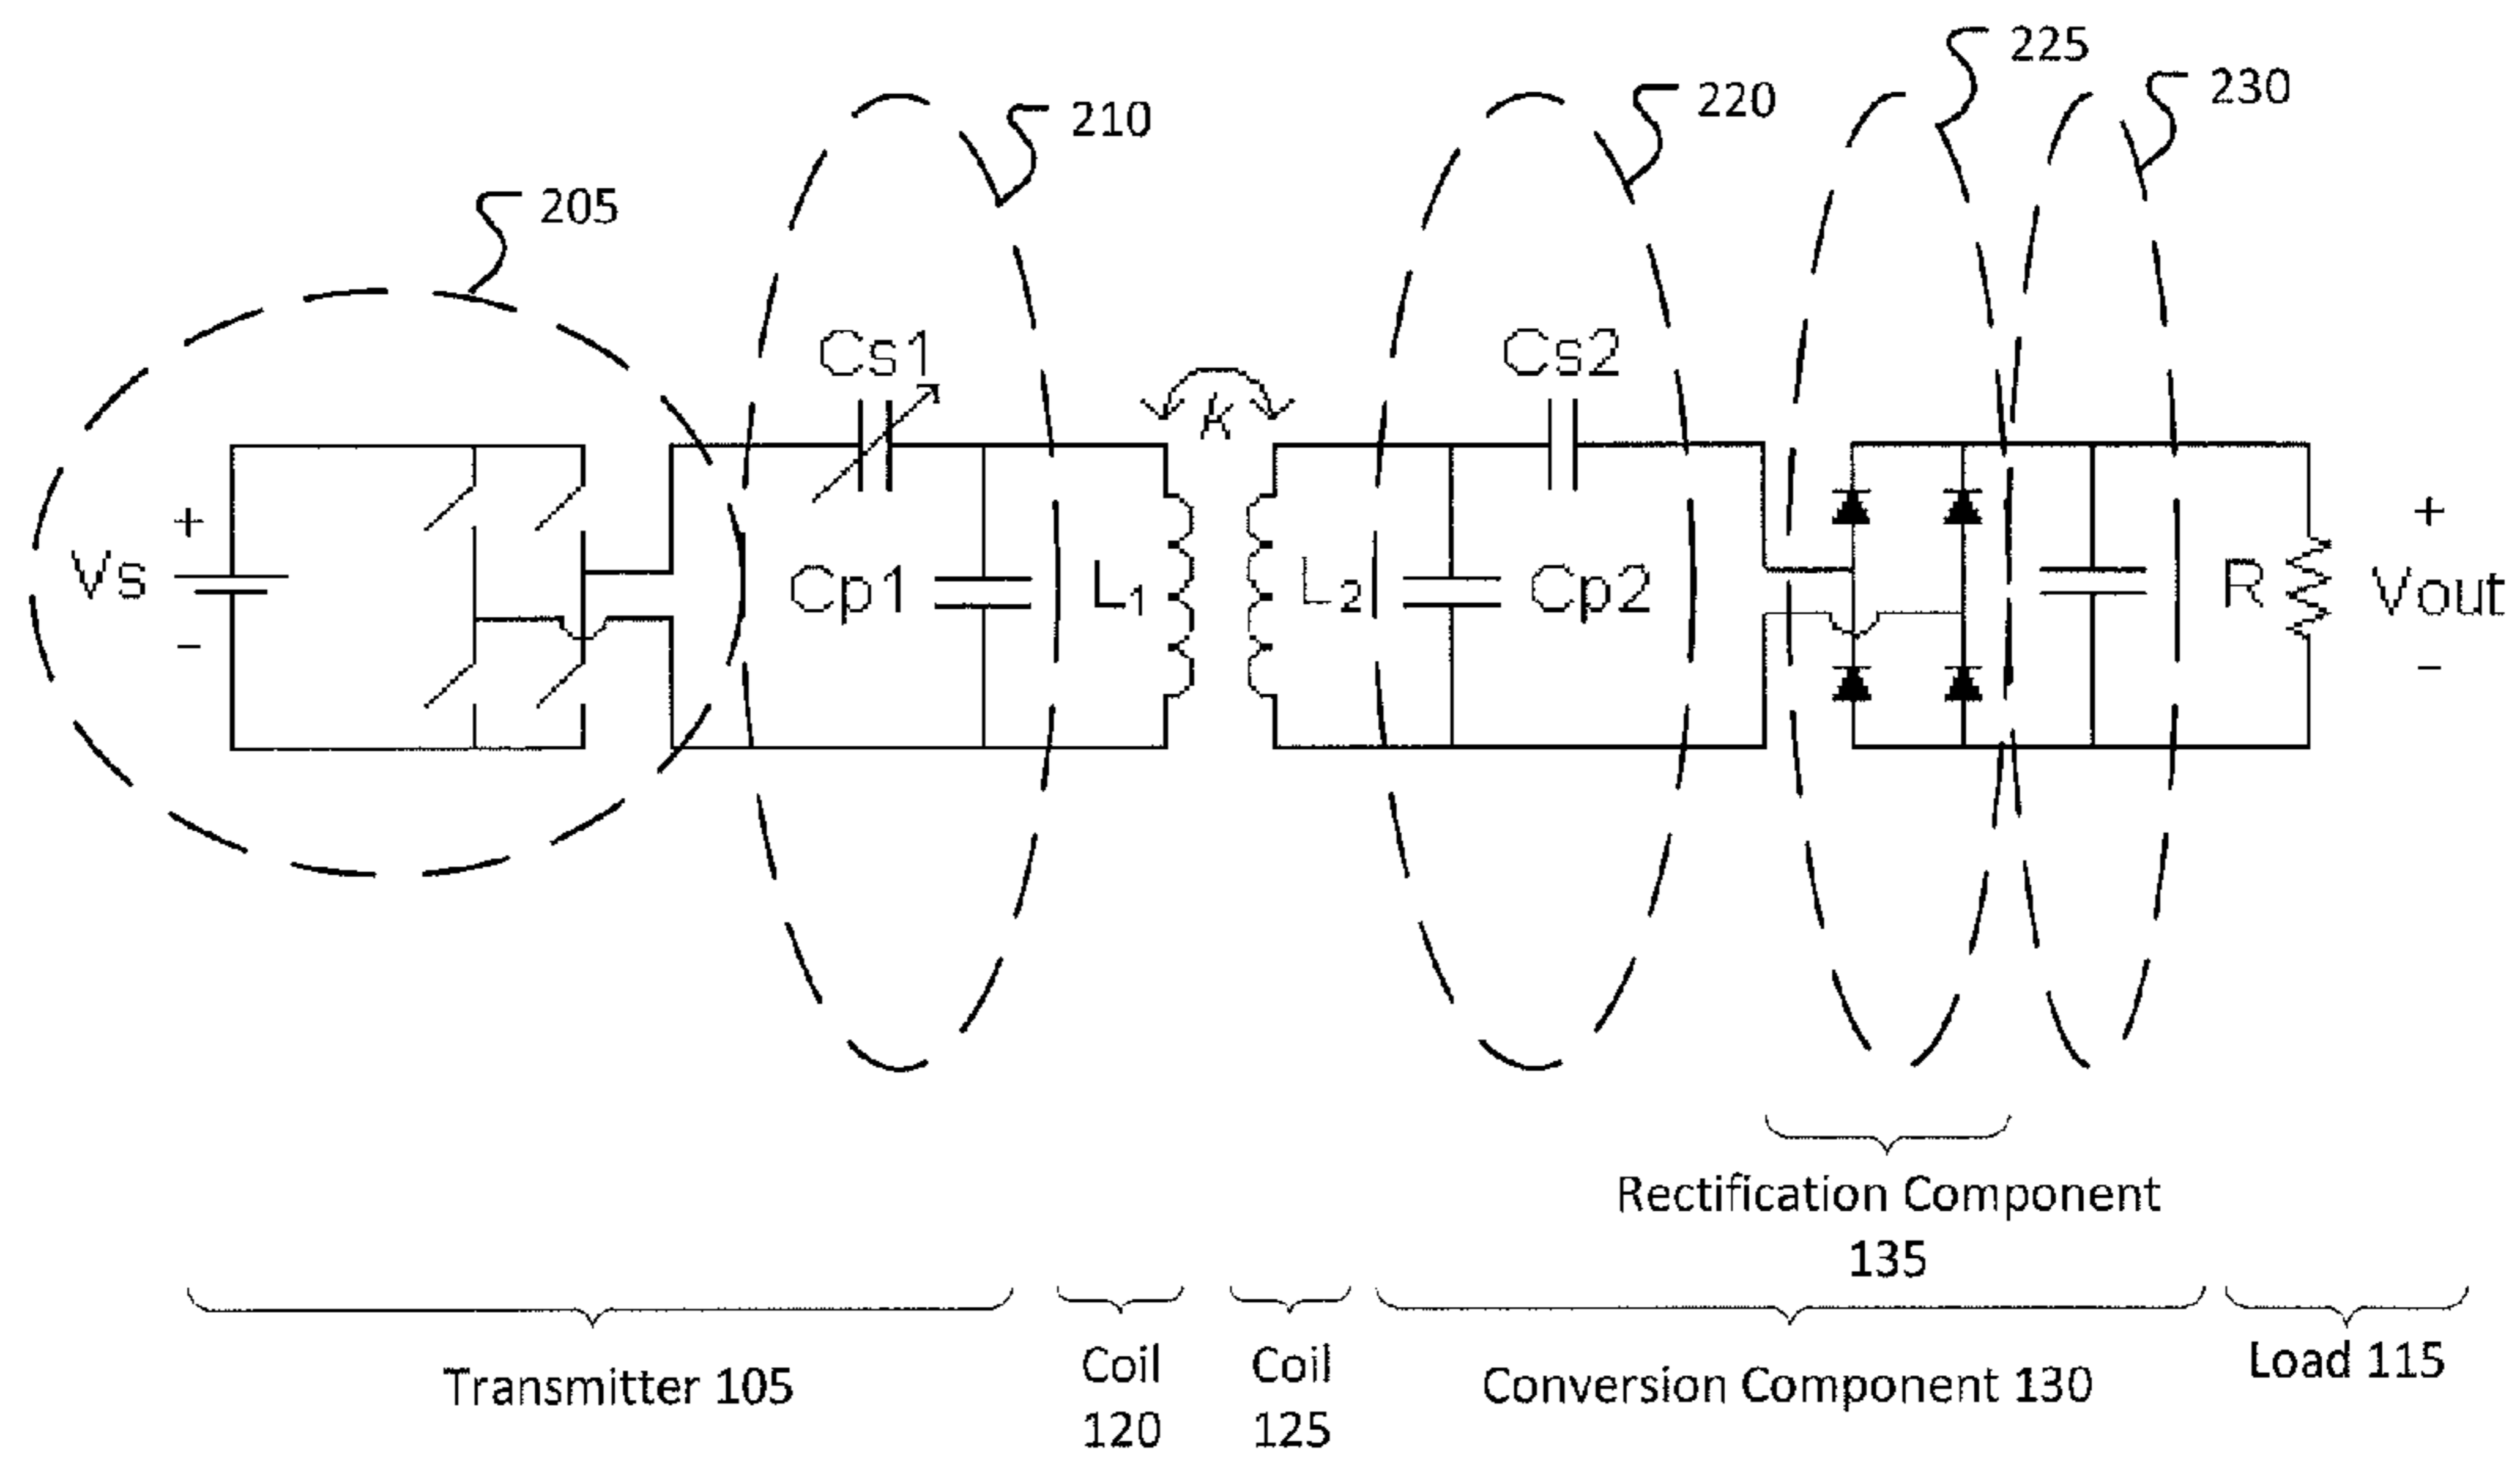 225
230
220
210
205
Cs1
k
Cs2
+
Vs
−
Cp1
L1
L2
Cp2
R
+
Vout
−
Rectification Component
135
Transmitter 105
Coil
120
Coil
125
Conversion Component 130
Load 115